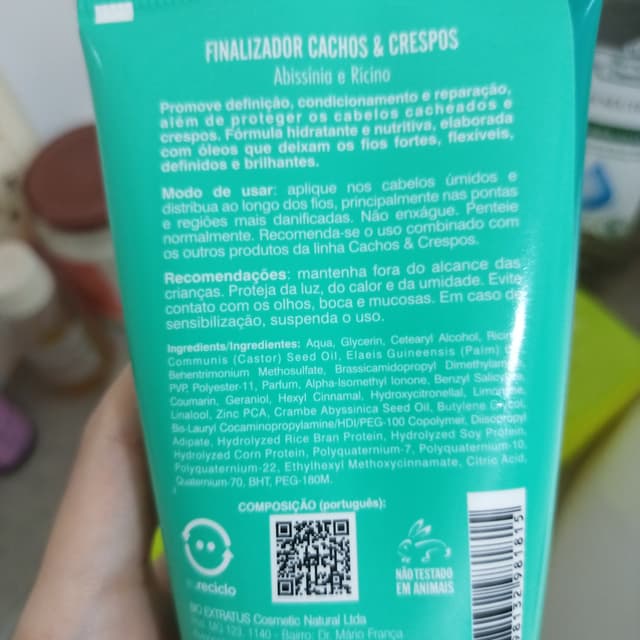 FINALIZADOR CACHOS & CRESPOS
Abissínia e Rícino
Promove definição, condicionamento e reparação,
além de proteger os cabelos cacheados e
crespos. Fórmula hidratante e nutritiva, elaborada
com óleos que deixam os fios fortes, flexíveis,
definidos e brilhantes.
Modo de usar: aplique nos cabelos úmidos e
distribua ao longo dos fios, principalmente nas pontas
e regiões mais danificadas. Não enxágue. Penteie
normalmente. Recomenda-se o uso combinado com
os outros produtos da linha Cachos & Crespos.
Recomendações: mantenha fora do alcance das
crianças. Proteja da luz, do calor e da umidade. Evite
contato com os olhos, boca e mucosas. Em caso de
sensibilização, suspenda o uso.
Ingredients/Ingredientes: Aqua, Glycerin, Cetearyl Alcohol,
Communis (Castor) Seed Oil, Elaeis Guineensis (Palm)
Behentrimonium Methosulfate, Brassicamidopropyl
PVP, Polyester-11, Parfum, Alpha-Isomethyl Ionone, Benzyl
Coumarin, Geraniol, Hexyl Cinnamal, Hydroxycitronellal,
Linalool, Zinc PCA, Crambe Abyssinica Seed Oil, Butylene Glycol,
Bis-Lauryl Cocaminopropylamine/HDI/PEG-100 Copolymer, Diisopropyl
Adipate, Hydrolyzed Rice Bran Protein, Hydrolyzed Soy Protein,
Hydrolyzed Corn Protein, Polyquaternium-7, Polyquaternium-10,
Polyquaternium-22, Ethylhexyl Methoxycinnamate, Citric Acid,
Quaternium-70, BHT, PEG-180M.
COMPOSIÇÃO (português):
eureciclo
NÃO TESTADO
EM ANIMAIS
BIO EXTRATUS Cosmetic Natural Ltda
MG 123, 1140 - Bairro: Dr. Mário França
8132981815